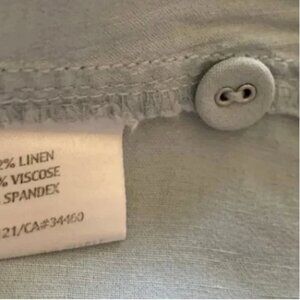 2% LINEN
% VISCOSE
SPANDEX
21/CA#34460